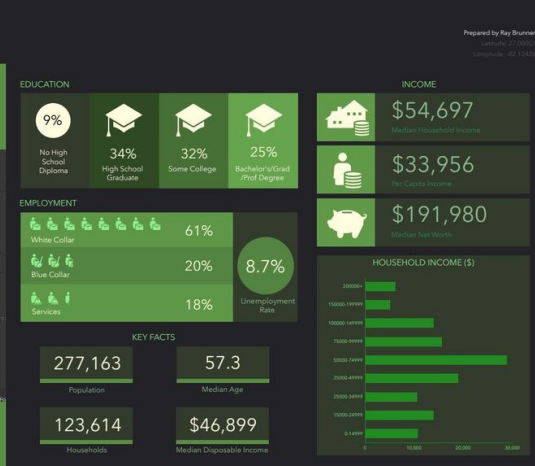 Prepared by Ray Brunner
EDUCATION
9%
No High
School
Diploma
34%
High School
Graduate
32%
Some College
25%
Bachelor's/Grad
/Prof Degree
EMPLOYMENT
White Collar
61%
Blue Collar
20%
Services
18%
8.7%
Unemployment
Rate
KEY FACTS
277,163
Population
57.3
Median Age
123,614
Households
$46,899
Median Disposable Income
INCOME
$54,697
Median Household Income
$33,956
Per Capita Income
$191,980
Median Net Worth
HOUSEHOLD INCOME ($)
200000+
150000-199999
100000-149999
75000-99999
50000-74999
35000-49999
25000-34999
15000-24999
0-14999
0 10,000 20,000 30,000